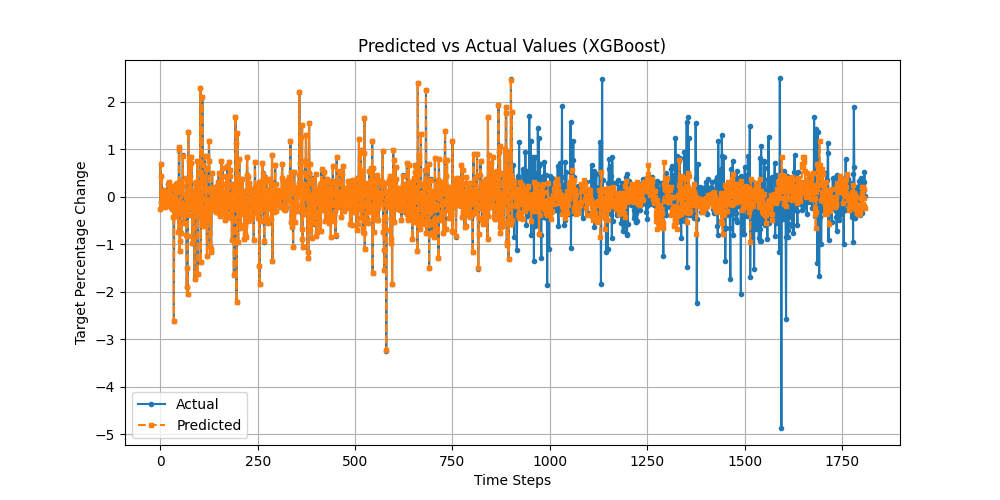 Predicted vs Actual Values (XGBoost)
Target Percentage Change
2
1
0
−1
−2
−3
−4
−5
Actual
Predicted
0 250 500 750 1000 1250 1500 1750
Time Steps